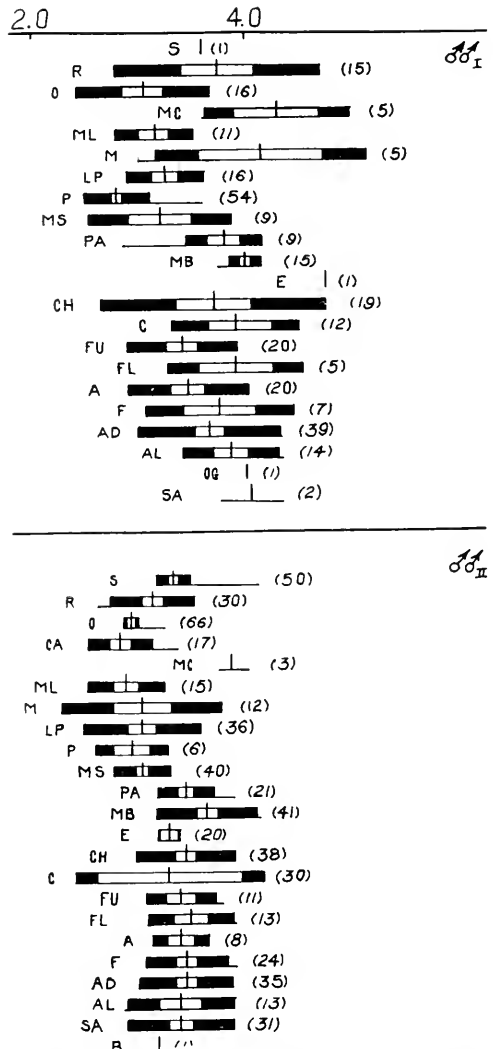 2.0 4.0
S (1) ♂♂I
R (15)
O (16)
MC (5)
ML (11)
M (5)
LP (16)
P (54)
MS (9)
PA (9)
MB (15)
E (1)
CH (19)
C (12)
FU (20)
FL (5)
A (20)
F (7)
AD (39)
AL (14)
OG (1)
SA (2)
♂♂II
S (50)
R (30)
O (66)
CA (17)
MC (3)
ML (15)
M (12)
LP (36)
P (6)
MS (40)
PA (21)
MB (41)
E (20)
CH (38)
C (30)
FU (11)
FL (13)
A (8)
F (24)
AD (35)
AL (13)
SA (31)
B